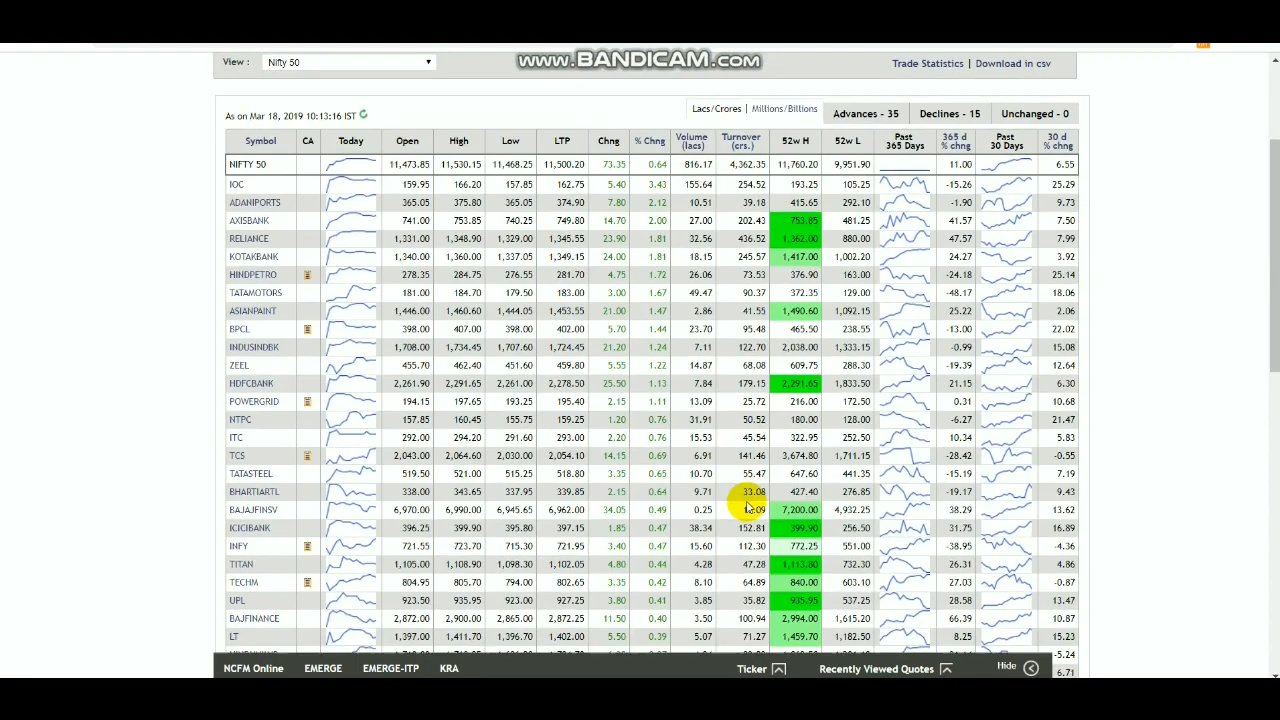 www.BANDICAM.com
View : Nifty 50
Trade Statistics | Download in csv
Lacs/Crores | Millions/Billions Advances - 35 Declines - 15 Unchanged - 0
As on Mar 18, 2019 10:13:16 IST
Symbol CA Today Open High Low LTP Chng % Chng Volume (lacs) Turnover (crs.) 52w H 52w L Past 365 Days 365 d % chng Past 30 Days 30 d % chng
NIFTY 50 11,473.85 11,530.15 11,468.25 11,500.20 73.35 0.64 816.17 4,362.35 11,760.20 9,951.90 11.00 6.55
IOC 159.95 166.20 157.85 162.75 5.40 3.43 155.64 254.52 193.25 105.25 -15.26 25.29
ADANIPORTS 365.05 375.80 365.05 374.90 7.80 2.12 10.51 39.18 415.65 292.10 -1.90 9.73
AXISBANK 741.00 753.85 740.25 749.80 14.70 2.00 27.00 202.43 753.85 481.25 41.57 7.50
RELIANCE 1,331.00 1,348.90 1,329.00 1,345.55 23.90 1.81 32.56 436.52 1,362.00 880.00 47.57 7.99
KOTAKBANK 1,340.00 1,360.00 1,337.05 1,349.15 24.00 1.81 18.15 245.57 1,417.00 1,002.20 24.27 3.92
HINDPETRO 278.35 284.75 276.55 281.70 4.75 1.72 26.06 73.53 376.90 163.00 -24.18 25.14
TATAMOTORS 181.00 184.70 179.50 183.00 3.00 1.67 49.47 90.37 372.35 129.00 -48.17 18.06
ASIANPAINT 1,446.00 1,460.60 1,444.05 1,453.55 21.00 1.47 2.86 41.55 1,490.60 1,092.15 25.22 2.06
BPCL 398.00 407.00 398.00 402.00 5.70 1.44 23.70 95.48 465.50 238.55 -13.00 22.02
INDUSINDBK 1,708.00 1,734.45 1,707.60 1,724.45 21.20 1.24 7.11 122.70 2,038.00 1,333.15 -0.99 15.08
ZEEL 455.70 462.40 451.60 459.80 5.55 1.22 14.87 68.08 609.75 288.30 -19.39 12.64
HDFCBANK 2,261.90 2,291.65 2,261.00 2,278.50 25.50 1.13 7.84 179.15 2,291.65 1,833.50 21.15 6.30
POWERGRID 194.15 197.65 193.25 195.40 2.15 1.11 13.09 25.72 216.00 172.50 0.31 10.68
NTPC 157.85 160.45 155.75 159.25 1.20 0.76 31.91 50.52 180.00 128.00 -6.27 21.47
ITC 292.00 294.20 291.60 293.00 2.20 0.76 15.53 45.54 322.95 252.50 10.34 5.83
TCS 2,043.00 2,064.60 2,030.00 2,054.10 14.15 0.69 6.91 141.46 3,674.80 1,711.15 -28.42 -0.55
TATASTEEL 519.50 521.00 515.25 518.80 3.35 0.65 10.70 55.47 647.60 441.35 -15.19 7.19
BHARTIARTL 338.00 343.65 337.95 339.85 2.15 0.64 9.71 33.08 427.40 276.85 -19.17 9.43
BAJAJFINSV 6,970.00 6,990.00 6,945.65 6,962.00 34.05 0.49 0.25 7,200.00 4,932.25 38.29 13.62
ICICIBANK 396.25 399.90 395.80 397.15 1.85 0.47 38.34 152.81 399.90 256.50 31.75 16.89
INFY 721.55 723.70 715.30 721.95 3.40 0.47 15.60 112.30 772.25 551.00 -38.95 -4.36
TITAN 1,105.00 1,108.90 1,098.30 1,102.05 4.80 0.44 4.28 47.28 1,113.80 732.30 26.31 4.86
TECHM 804.95 805.70 794.00 802.65 3.35 0.42 8.10 64.89 840.00 603.10 27.03 -0.87
UPL 923.50 935.95 923.00 927.25 3.80 0.41 3.85 35.82 935.95 537.25 28.58 13.47
BAJFINANCE 2,872.00 2,900.00 2,865.00 2,872.25 11.50 0.40 3.50 100.94 2,994.00 1,615.20 66.39 10.87
LT 1,397.00 1,411.70 1,396.70 1,402.00 5.50 0.39 5.07 71.27 1,459.70 1,182.50 8.25 15.23
-5.24
NCFM Online EMERGE EMERGE-ITP KRA Ticker Recently Viewed Quotes Hide
6.71